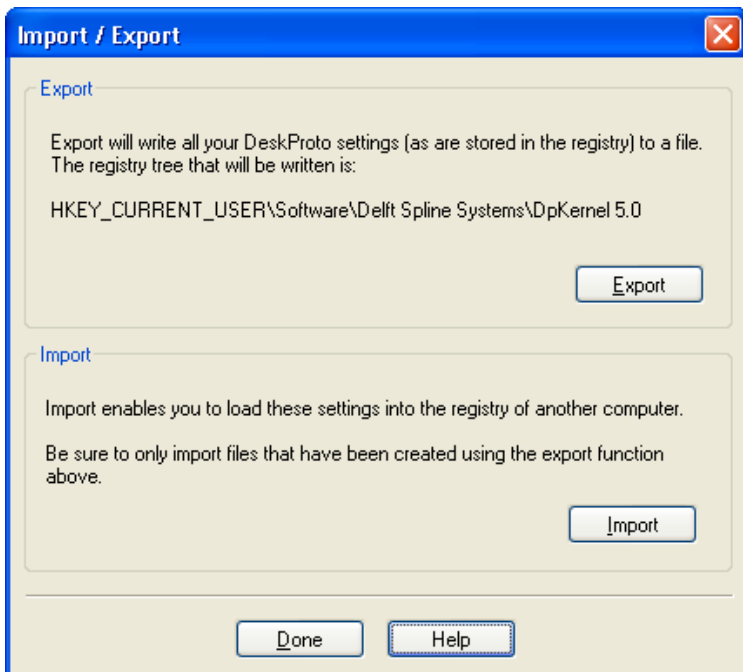 Import / Export
Export
Export will write all your DeskProto settings (as are stored in the registry) to a file.
The registry tree that will be written is:
HKEY_CURRENT_USER\Software\Delft Spline Systems\DpKernel 5.0
Export
Import
Import enables you to load these settings into the registry of another computer.
Be sure to only import files that have been created using the export function
above.
Import
Done
Help